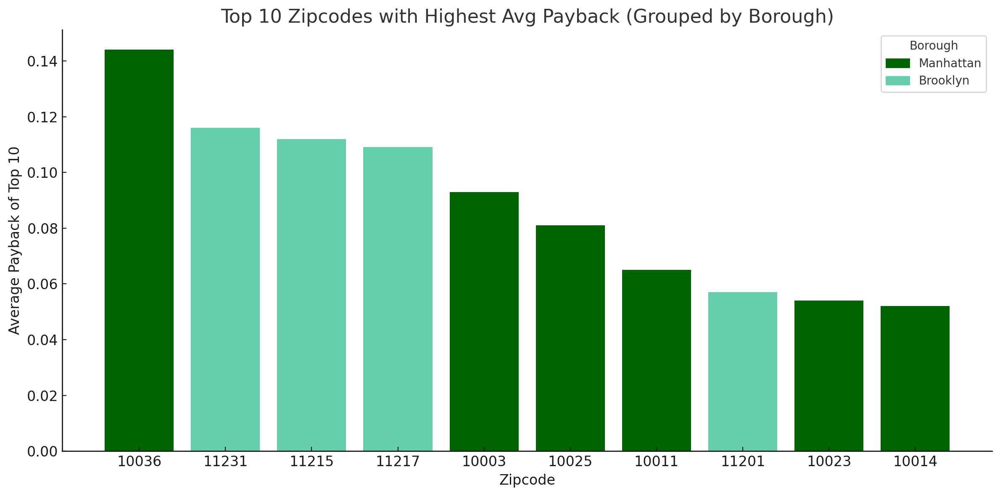 Top 10 Zipcodes with Highest Avg Payback (Grouped by Borough)
Borough
Manhattan
Brooklyn
Average Payback of Top 10
0.14
0.12
0.10
0.08
0.06
0.04
0.02
0.00
10036 11231 11215 11217 10003 10025 10011 11201 10023 10014
Zipcode